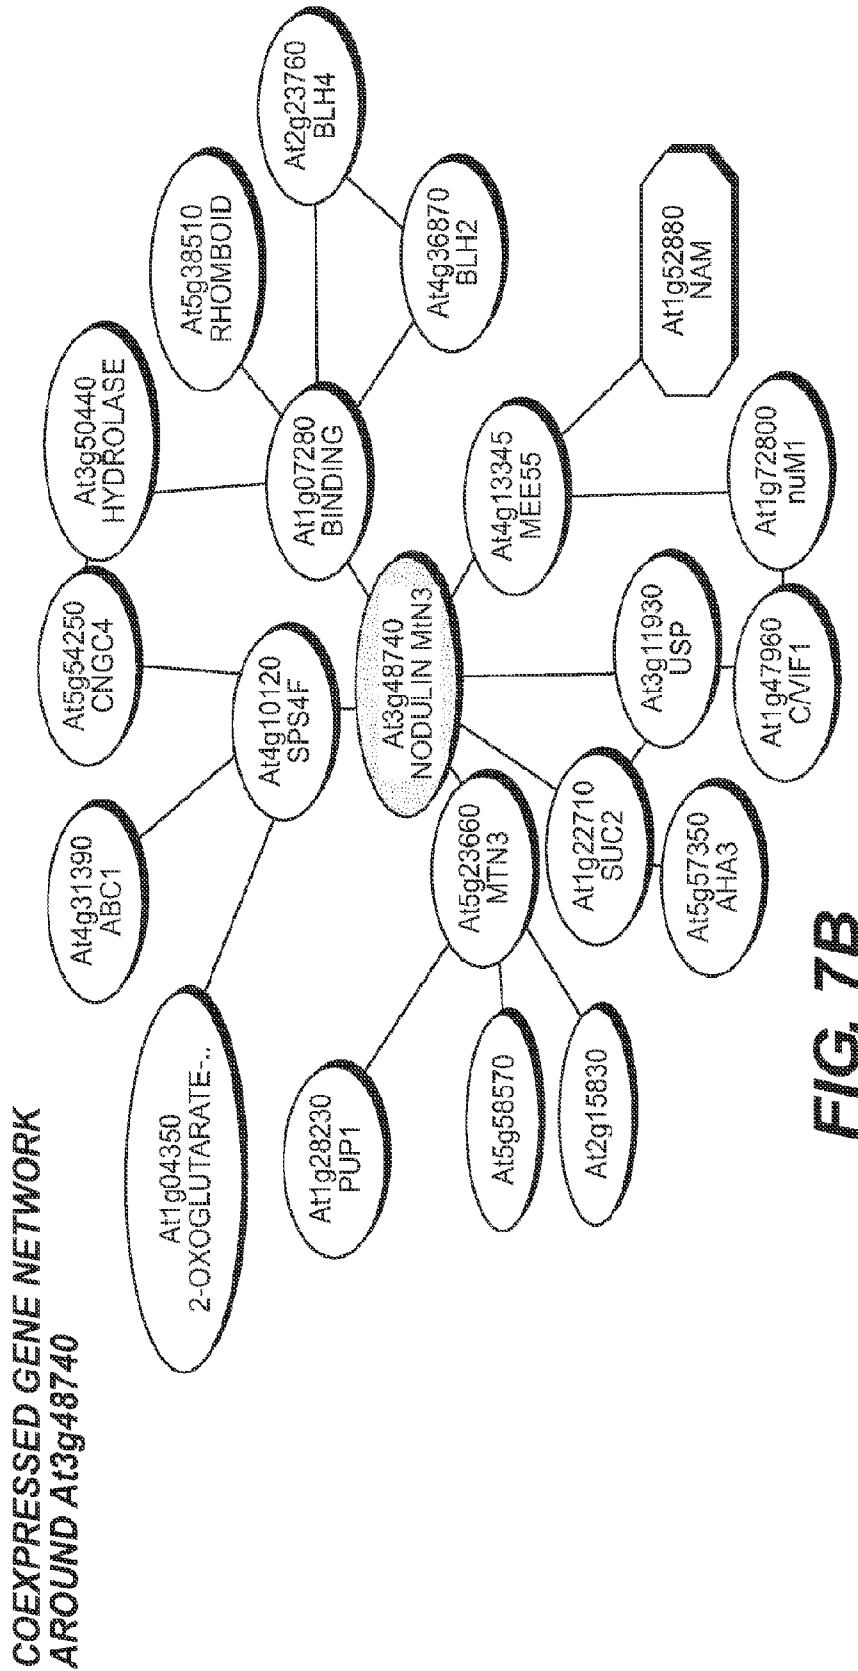 COEXPRESSED GENE NETWORK
AROUND At3g48740
At3g50440
HYDROLASE
At5g38510
RHOMBOID
At2g23760
BLH4
At5g54250
CNGC4
At4g31390
ABC1
At1g04350
2-OXOGLUTARATE-..
At4g10120
SPS4F
At1g07280
BINDING
At4g36870
BLH2
At1g28230
PUP1
At3g48740
NODULIN MtN3
At5g23660
MTN3
At4g13345
MEE55
At5g58570
At2g15830
At1g22710
SUC2
At3g11930
USP
At1g52880
NAM
At5g57350
AHA3
At1g47960
C/VIF1
At1g72800
nuM1
FIG. 7B